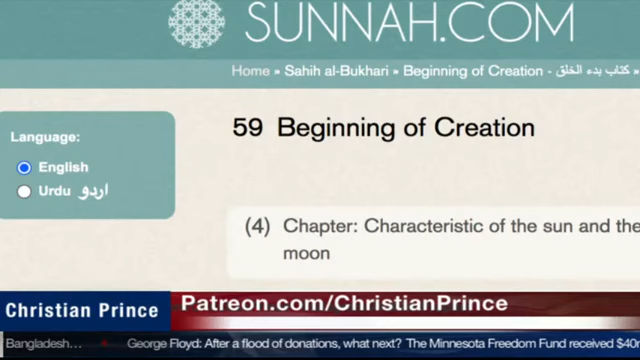 SUNNAH.COM
Home » Sahih al-Bukhari » Beginning of Creation - كتاب بدء الخلق »
Language:
English
Urdu اردو
59 Beginning of Creation
(4) Chapter: Characteristic of the sun and the
moon
Christian Prince
Patreon.com/ChristianPrince
Bangladesh... George Floyd: After a flood of donations, what next? The Minnesota Freedom Fund received $40m